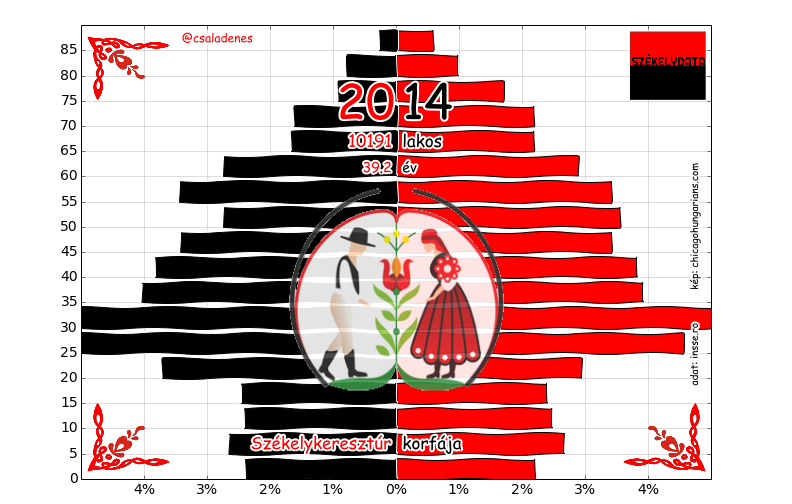 @csaladenes
SZÉKELYDATA
2014
10191 lakos
39.2 év
Székelykeresztúr korfája
kép: chicagohungarians.com
adat: insse.ro
85
80
75
70
65
60
55
50
45
40
35
30
25
20
15
10
5
0
4% 3% 2% 1% 0% 1% 2% 3% 4%